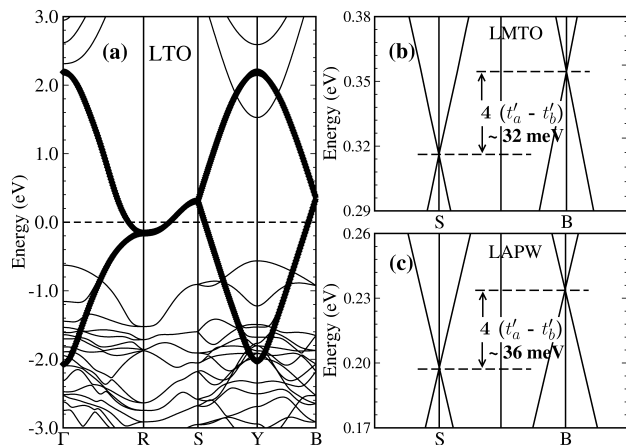 3.0
2.0
1.0
0.0
-1.0
-2.0
-3.0
Energy (eV)
(a)
LTO
Γ R S Y B
0.38
0.35
0.32
0.29
Energy (eV)
(b)
LMTO
4 (t′a - t′b)
~ 32 meV
S B
0.26
0.23
0.20
0.17
Energy (eV)
(c)
LAPW
4 (t′a - t′b)
~ 36 meV
S B